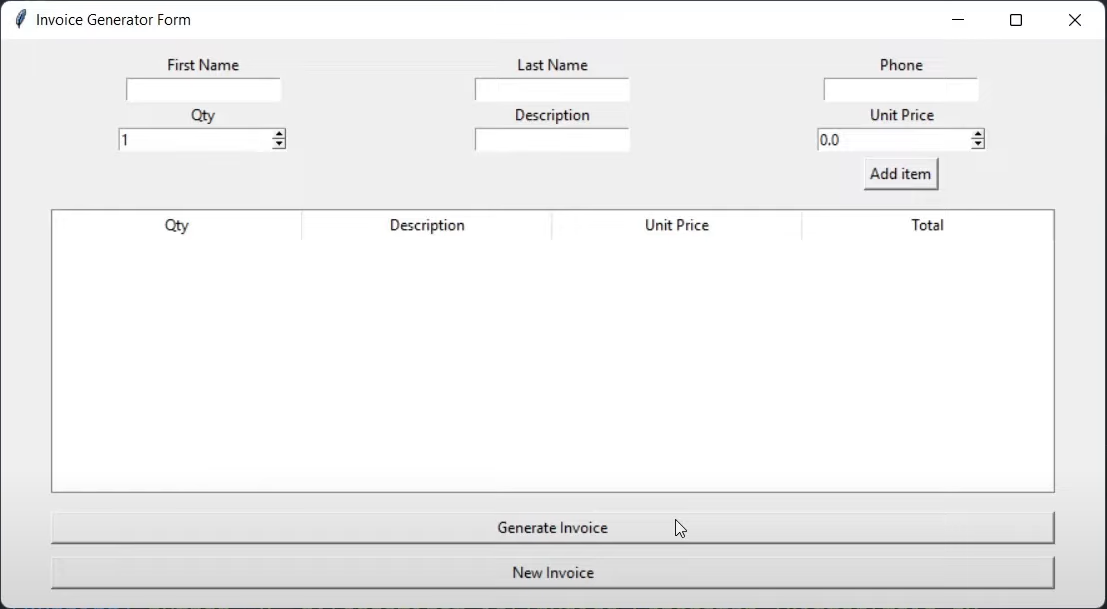 Invoice Generator Form
First Name Last Name Phone
Qty Description Unit Price
1 0.0
Add item
Qty Description Unit Price Total
Generate Invoice
New Invoice